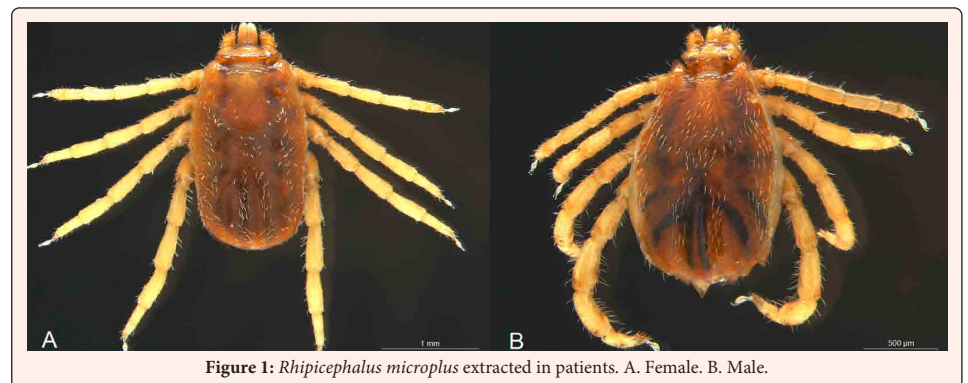 A
1 mm
B
500 µm
Figure 1: Rhipicephalus microplus extracted in patients. A. Female. B. Male.